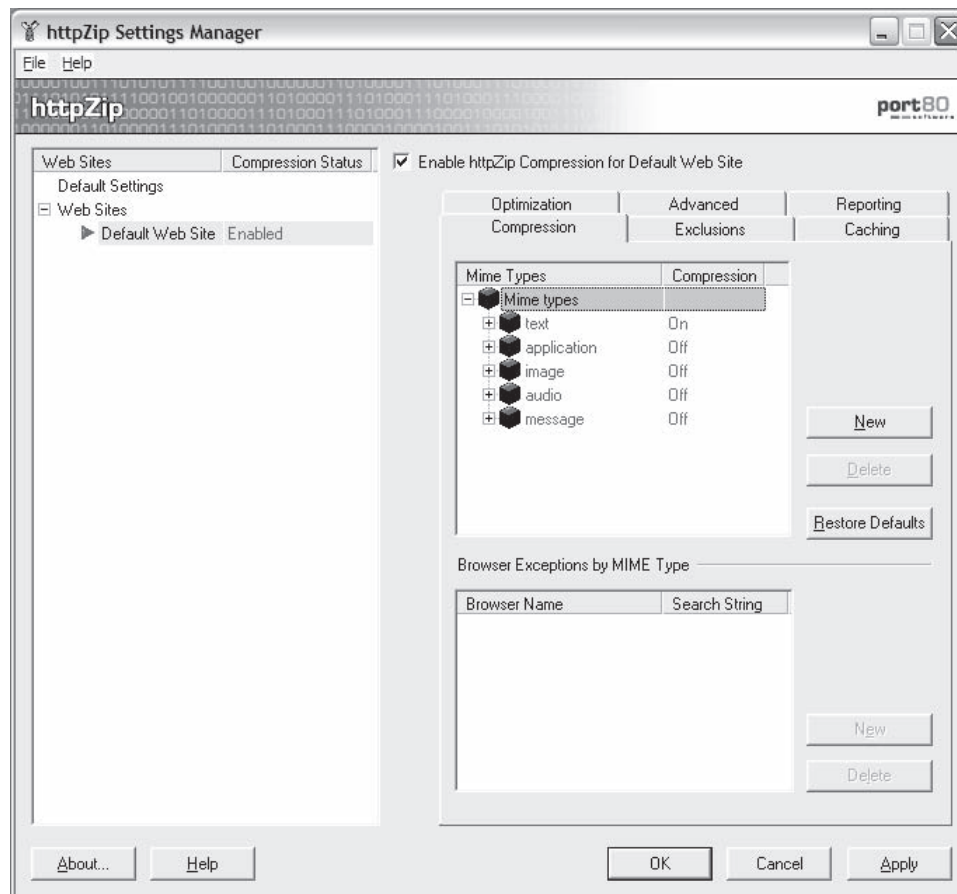 httpZip Settings Manager
File Help
httpZip
port80
software
Web Sites Compression Status
Default Settings
Web Sites
Default Web Site Enabled
Enable httpZip Compression for Default Web Site
Optimization Advanced Reporting
Compression Exclusions Caching
Mime Types Compression
Mime types
text On
application Off
image Off
audio Off
message Off
New
Delete
Restore Defaults
Browser Exceptions by MIME Type
Browser Name Search String
New
Delete
About... Help OK Cancel Apply